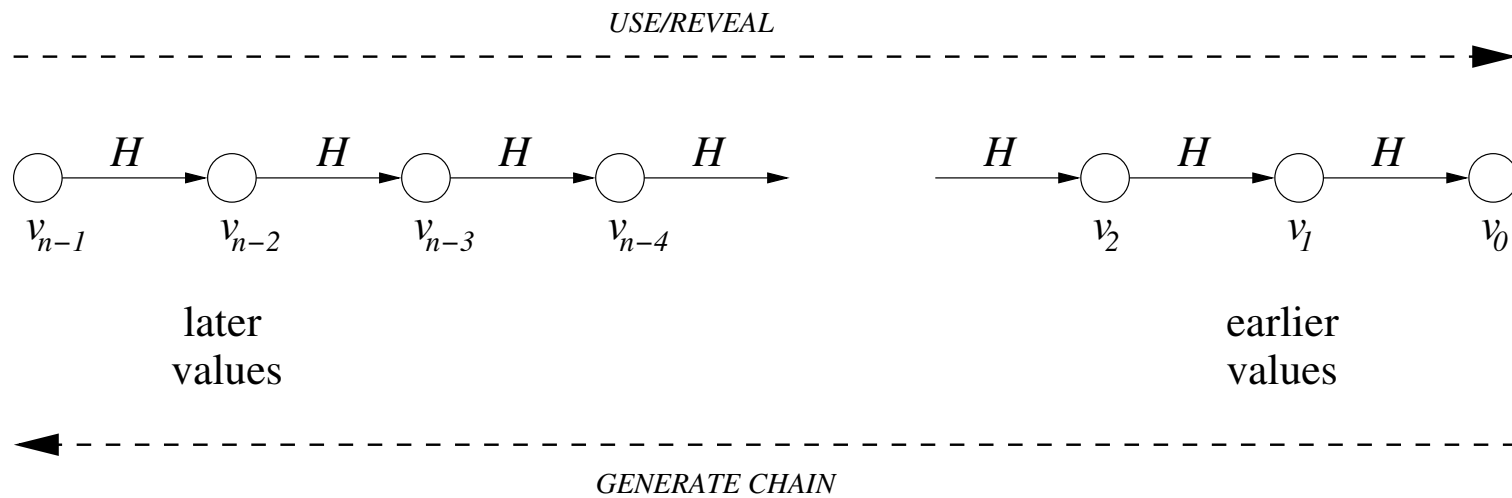 USE/REVEAL
H H H H H H H
v_{n-1} v_{n-2} v_{n-3} v_{n-4} v_2 v_1 v_0
later earlier
values values
GENERATE CHAIN